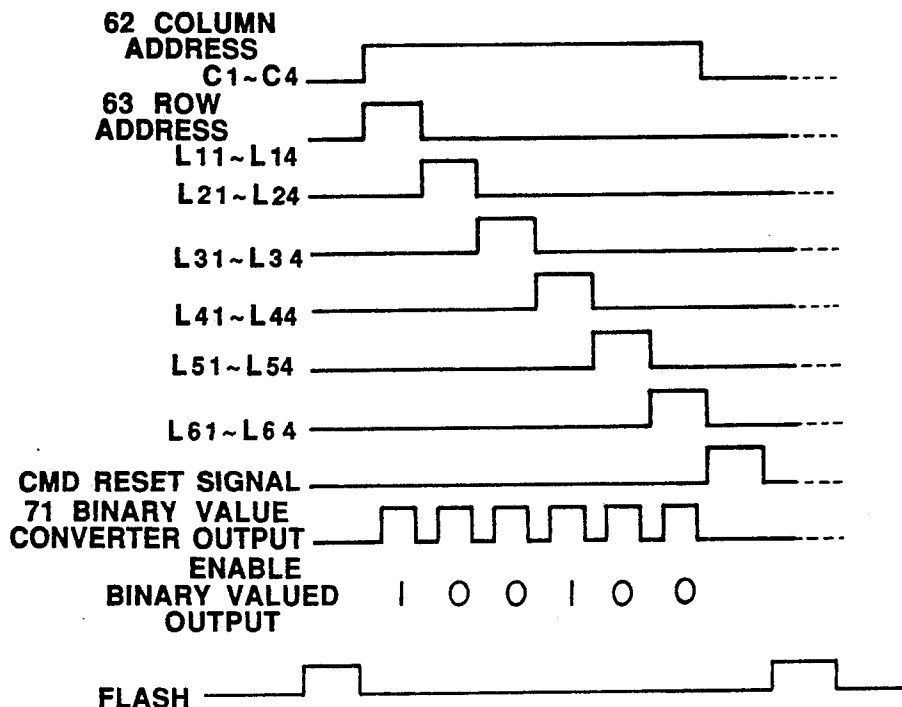 62 COLUMN
ADDRESS
C1~C4
63 ROW
ADDRESS
L11~L14
L21~L24
L31~L34
L41~L44
L51~L54
L61~L64
CMD RESET SIGNAL
71 BINARY VALUE
CONVERTER OUTPUT
ENABLE
BINARY VALUED 1 0 0 1 0 0
OUTPUT
FLASH